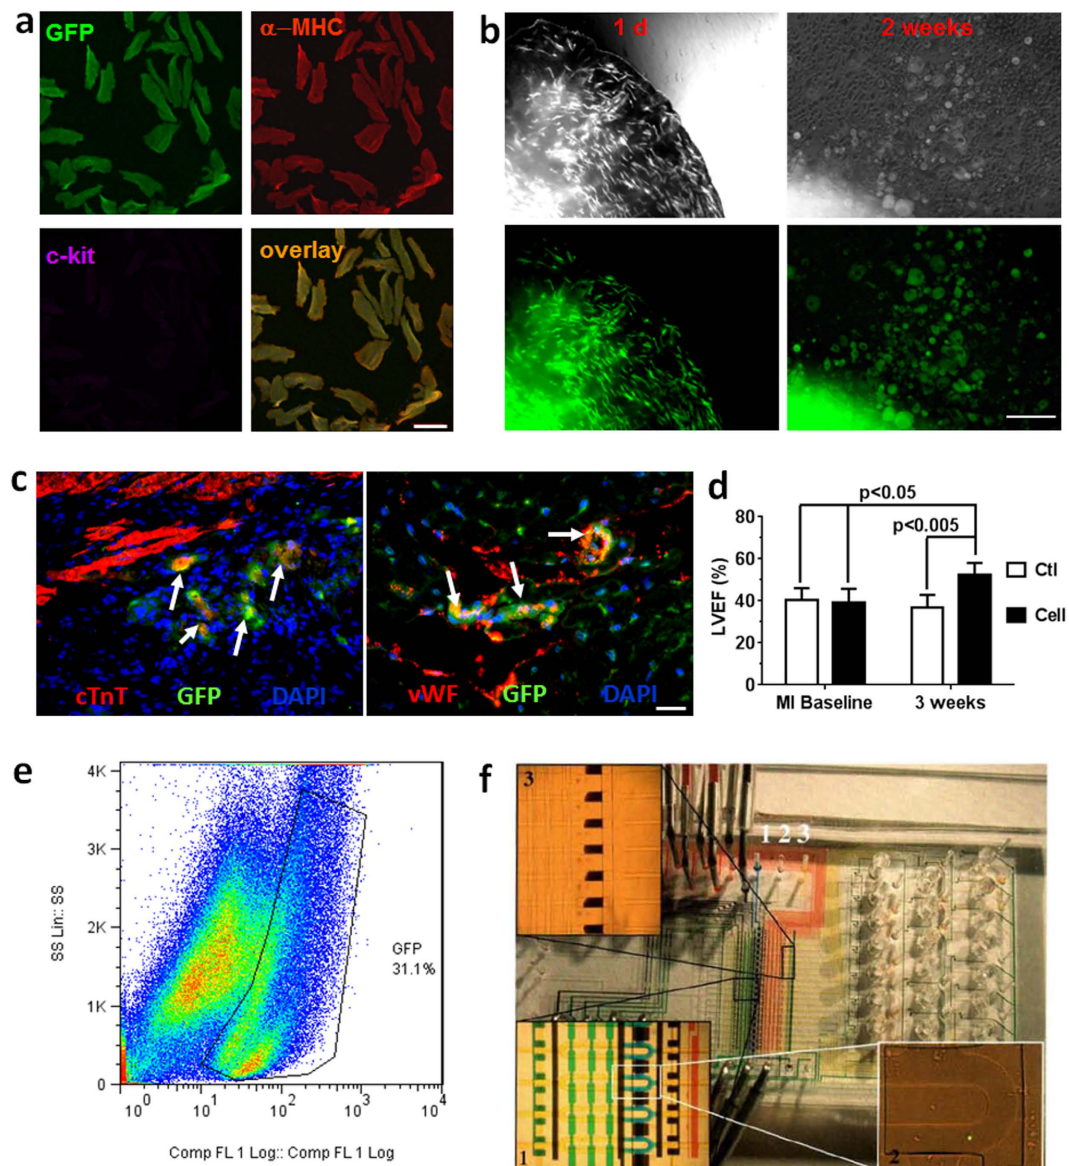 a
GFP
α–MHC
c-kit
overlay
b
1 d
2 weeks
c
cTnT
GFP
DAPI
vWF
GFP
DAPI
d
p<0.05
p<0.005
80
60
40
20
0
LVEF (%)
MI Baseline
3 weeks
Ctl
Cell
e
4K
3K
2K
1K
0
SS Lin:: SS
GFP
31.1%
10^0
10^1
10^2
10^3
10^4
Comp FL 1 Log:: Comp FL 1 Log
f
3
1 2 3
1
2